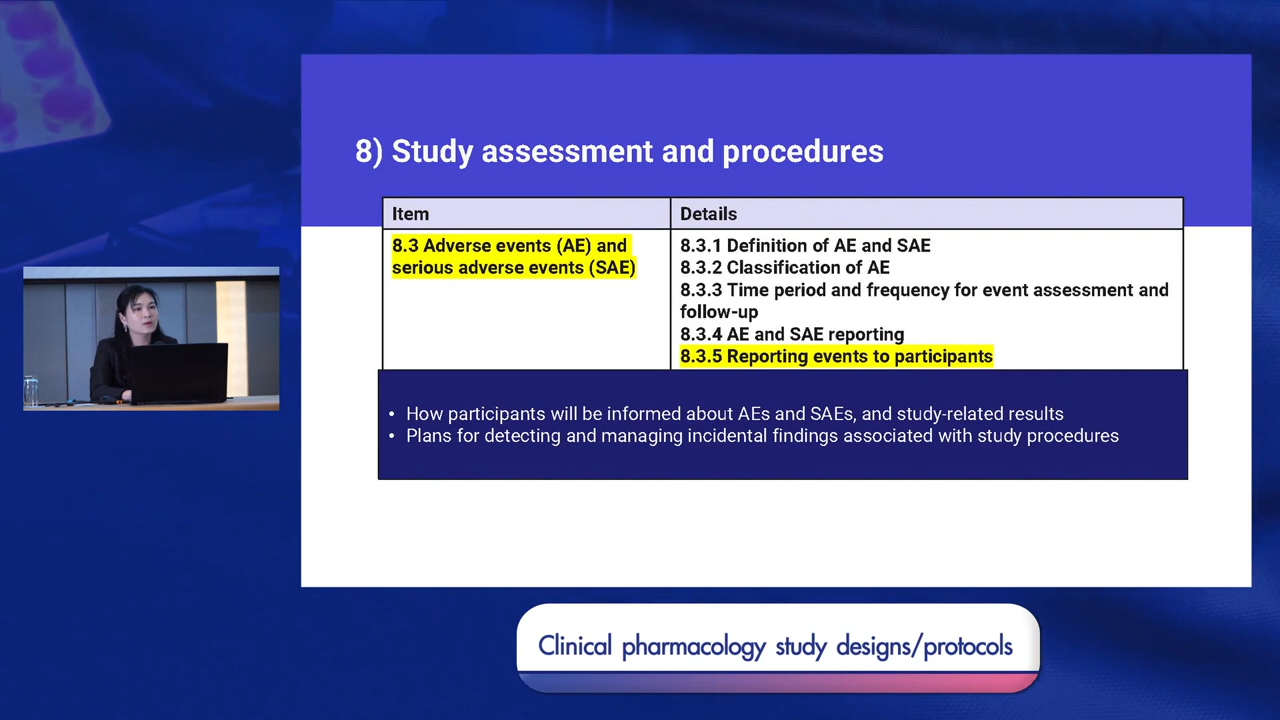 8) Study assessment and procedures
Item
Details
8.3 Adverse events (AE) and
serious adverse events (SAE)
8.3.1 Definition of AE and SAE
8.3.2 Classification of AE
8.3.3 Time period and frequency for event assessment and
follow-up
8.3.4 AE and SAE reporting
8.3.5 Reporting events to participants
• How participants will be informed about AEs and SAEs, and study-related results
• Plans for detecting and managing incidental findings associated with study procedures
Clinical pharmacology study designs/protocols